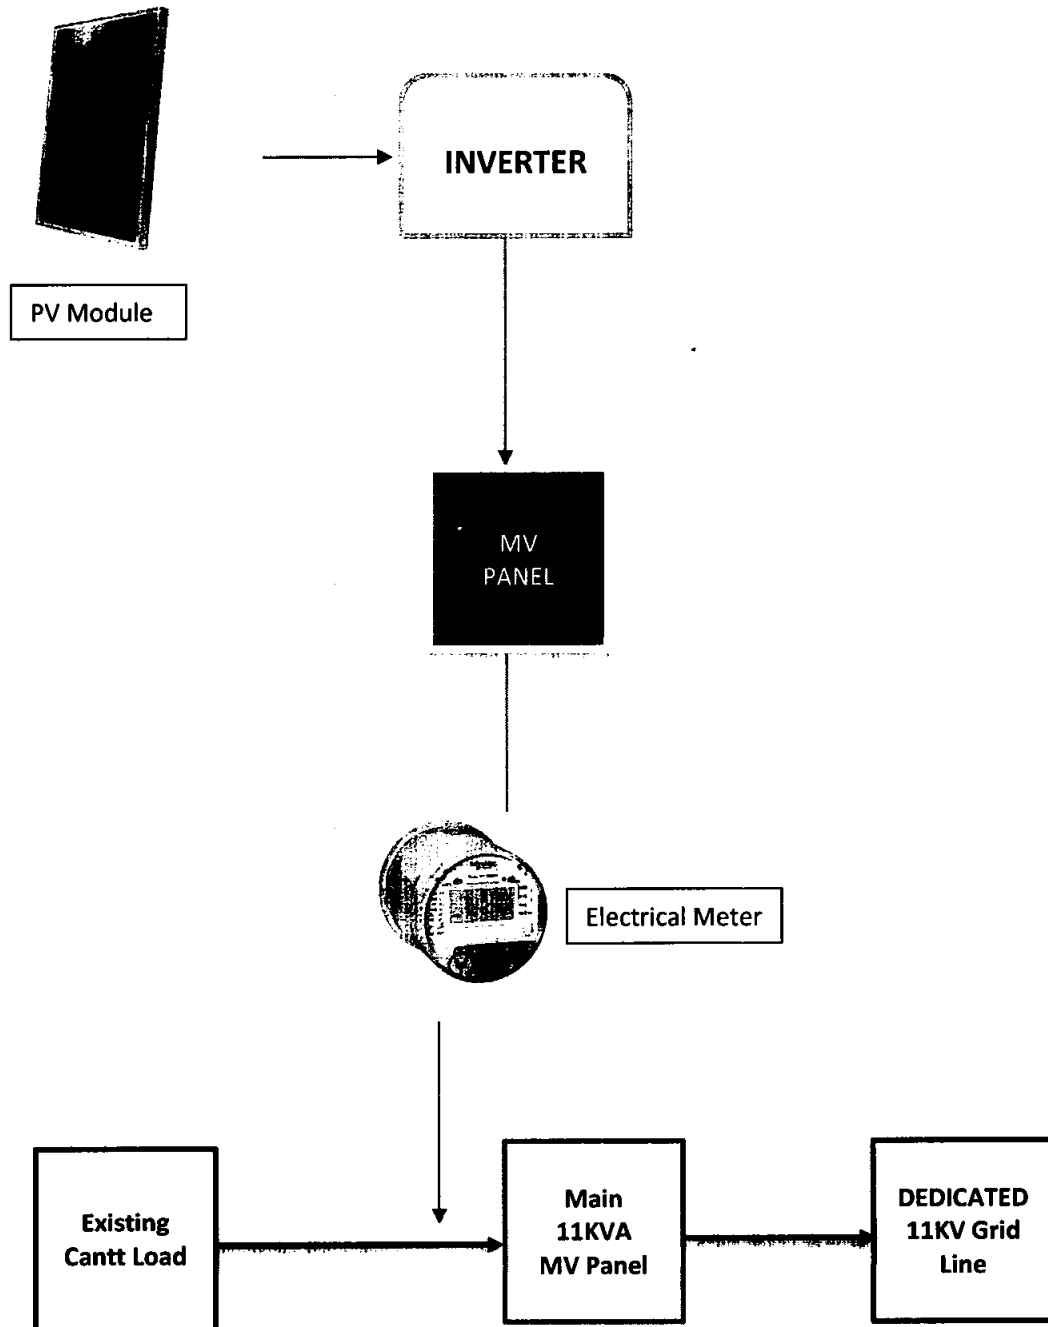 INVERTER
PV Module
MV
PANEL
Electrical Meter
Existing
Cantt Load
Main
11KVA
MV Panel
DEDICATED
11KV Grid
Line